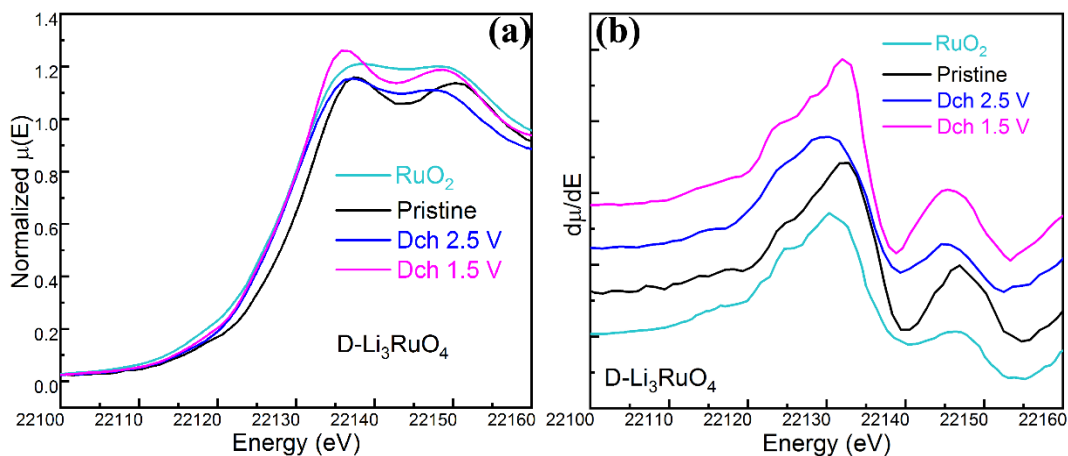 (a)
1.4
1.2
1.0
0.8
0.6
0.4
0.2
0.0
Normalized μ(E)
RuO₂
Pristine
Dch 2.5 V
Dch 1.5 V
D-Li₃RuO₄
22100 22110 22120 22130 22140 22150 22160
Energy (eV)
(b)
RuO₂
Pristine
Dch 2.5 V
Dch 1.5 V
dμ/dE
D-Li₃RuO₄
22100 22110 22120 22130 22140 22150 22160
Energy (eV)